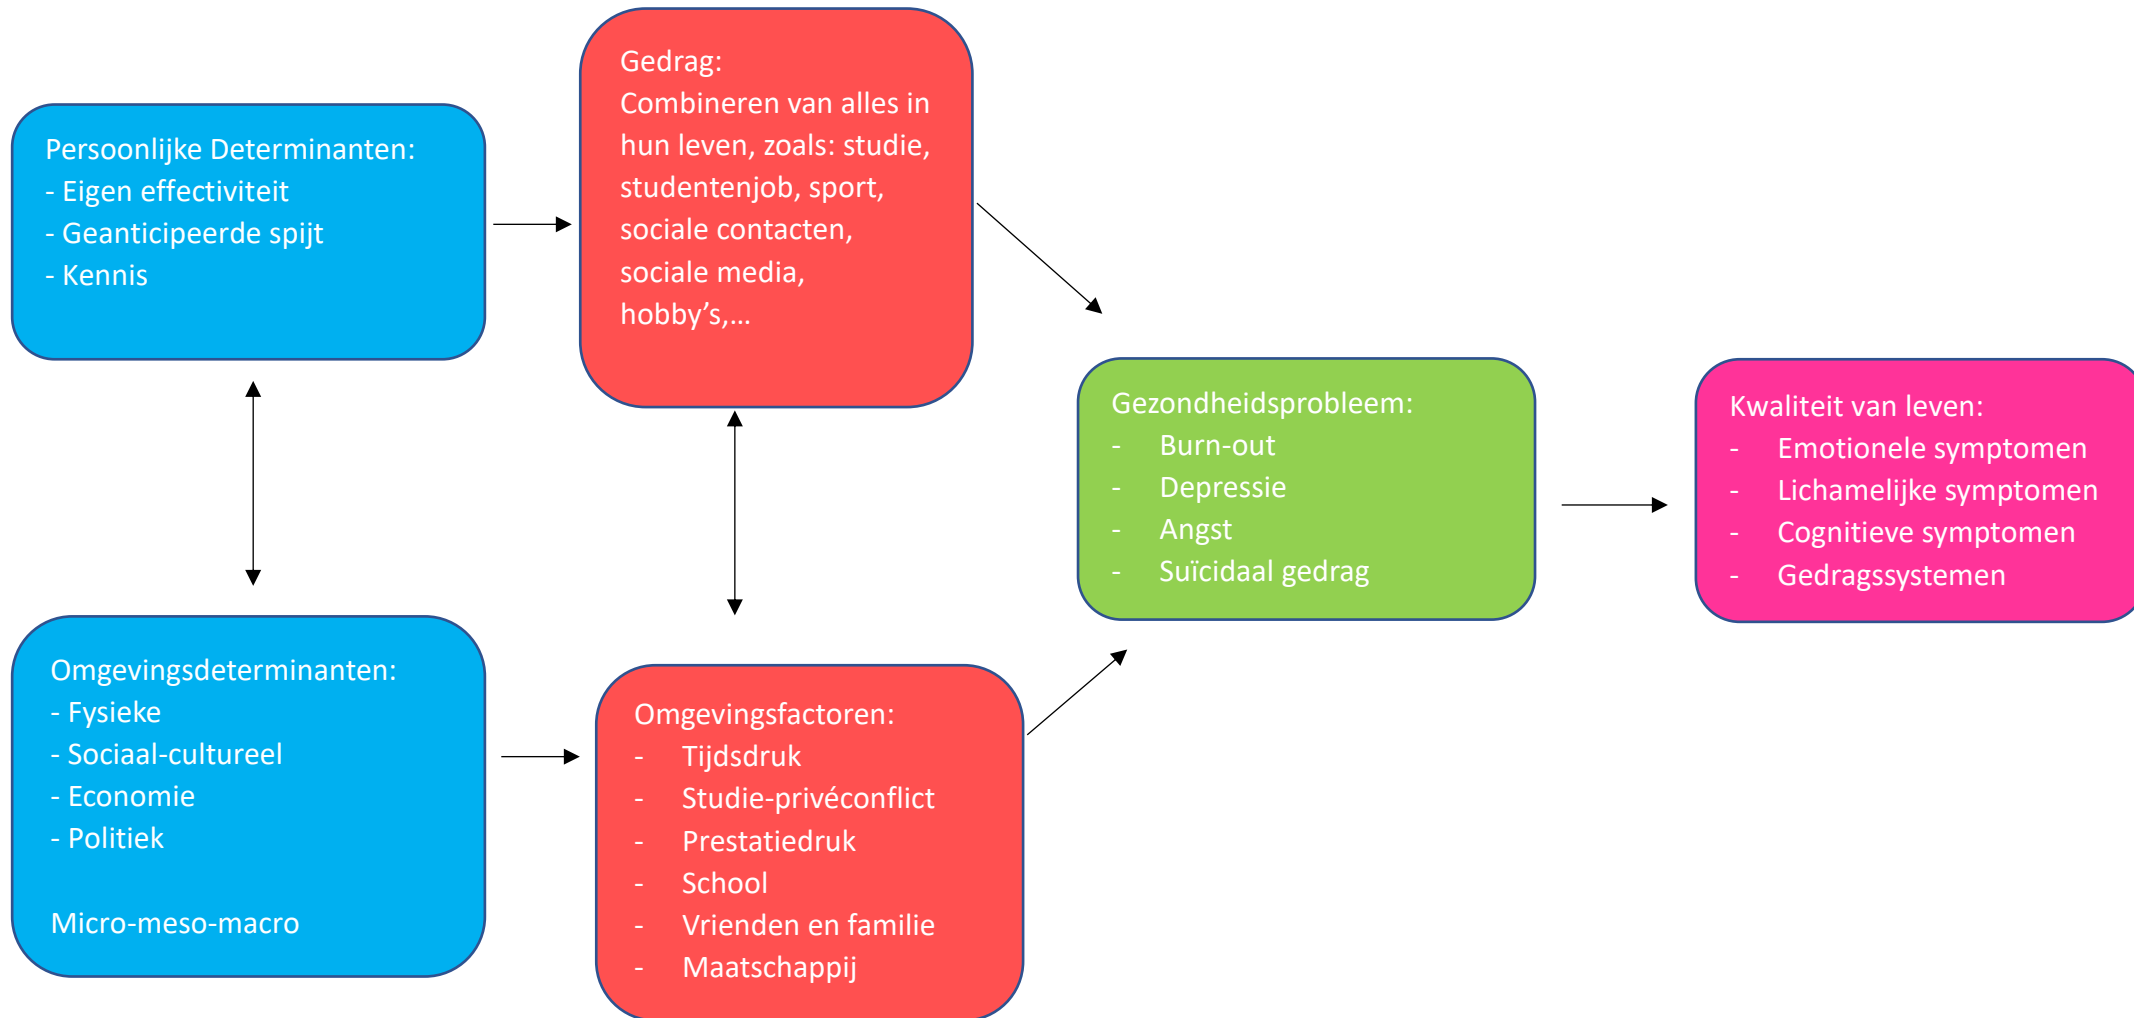 Persoonlijke Determinanten:
- Eigen effectiviteit
- Geanticipeerde spijt
- Kennis
Gedrag:
Combineren van alles in
hun leven, zoals: studie,
studentenjob, sport,
sociale contacten,
sociale media,
hobby’s,…
Omgevingsdeterminanten:
- Fysieke
- Sociaal-cultureel
- Economie
- Politiek
Micro-meso-macro
Omgevingsfactoren:
- Tijdsdruk
- Studie-privéconflict
- Prestatiedruk
- School
- Vrienden en familie
- Maatschappij
Gezondheidsprobleem:
- Burn-out
- Depressie
- Angst
- Suïcidaal gedrag
Kwaliteit van leven:
- Emotionele symptomen
- Lichamelijke symptomen
- Cognitieve symptomen
- Gedragssystemen